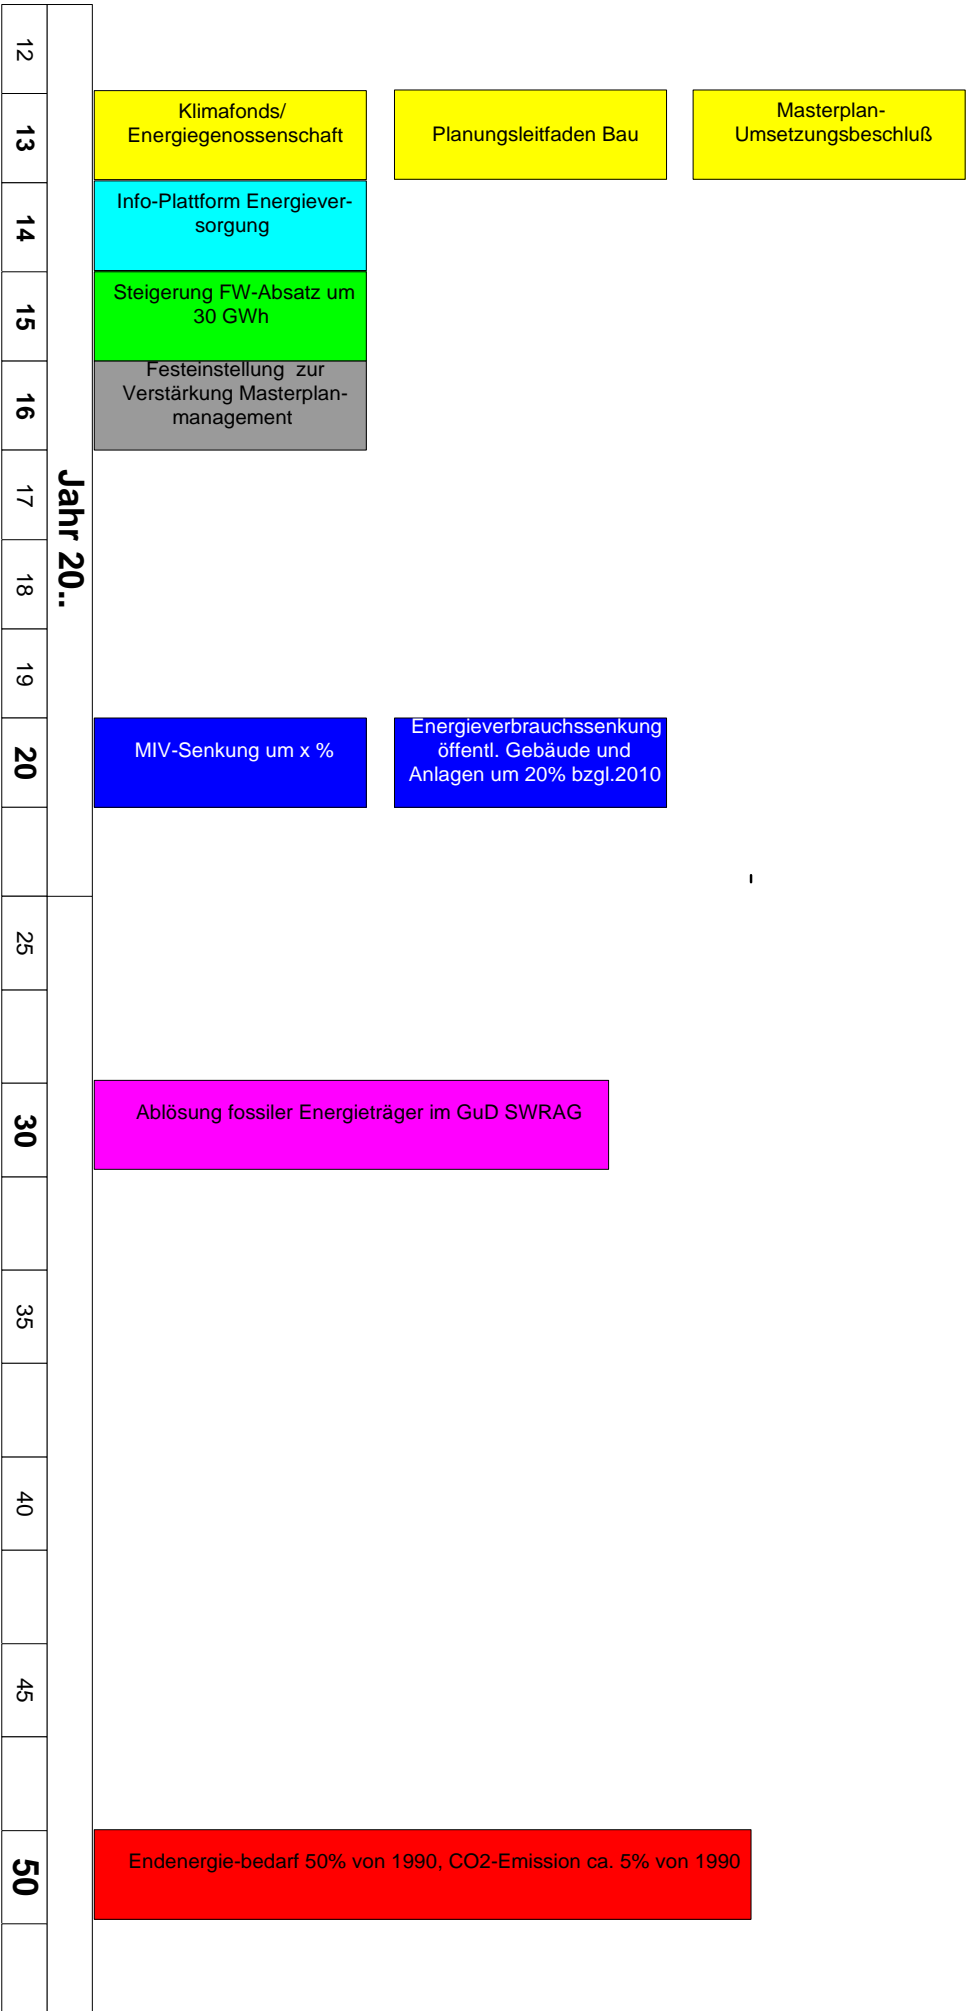 12
13
Klimafonds/
Energiegenossenschaft
Planungsleitfaden Bau
Masterplan-
Umsetzungsbeschluß
14
Info-Plattform Energiever-
sorgung
15
Steigerung FW-Absatz um
30 GWh
16
Festeinstellung  zur
Verstärkung Masterplan-
management
17
Jahr 20..
18
19
20
MIV-Senkung um x %
Energieverbrauchssenkung
öffentl. Gebäude und
Anlagen um 20% bzgl.2010
25
30
Ablösung fossiler Energieträger im GuD SWRAG
35
40
45
50
Endenergie-bedarf 50% von 1990, CO2-Emission ca. 5% von 1990